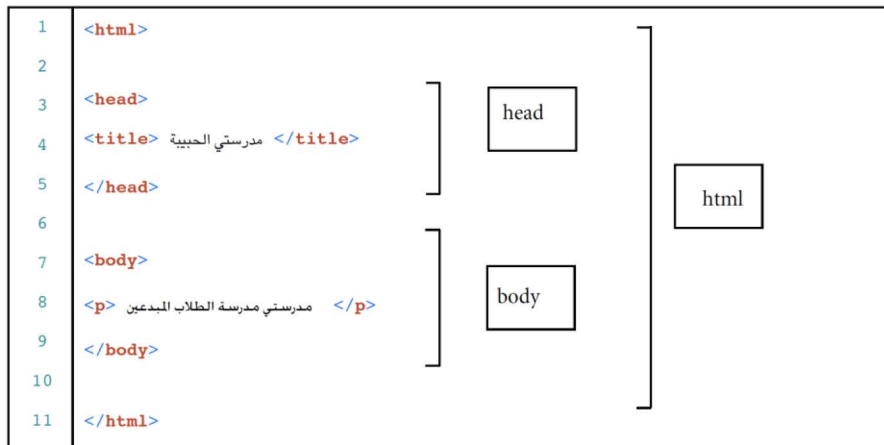 1 <html>
2
3 <head>
head
4 <title> مدرستي الحبيبة </title>
5 </head>
html
6
7 <body>
body
8 <p> مدرستي مدرسة الطلاب المبدعين </p>
9 </body>
10
11 </html>